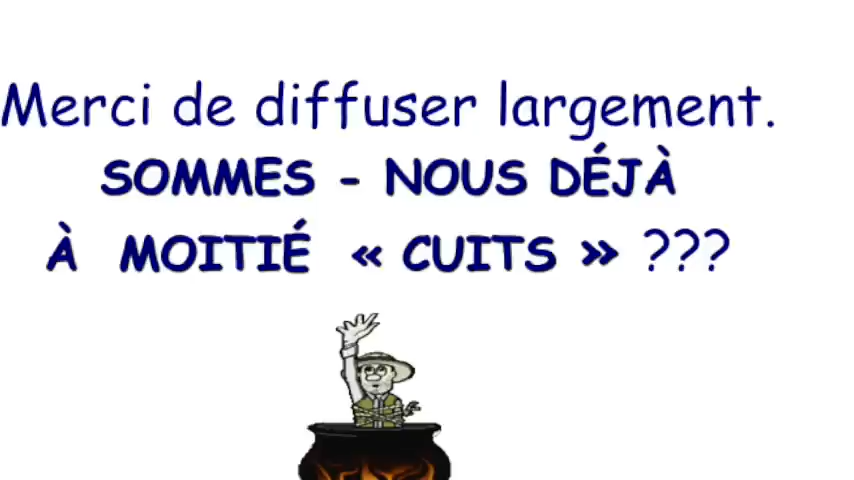 Merci de diffuser largement.
SOMMES - NOUS DÉJÀ
À MOITIÉ « CUITS » ???